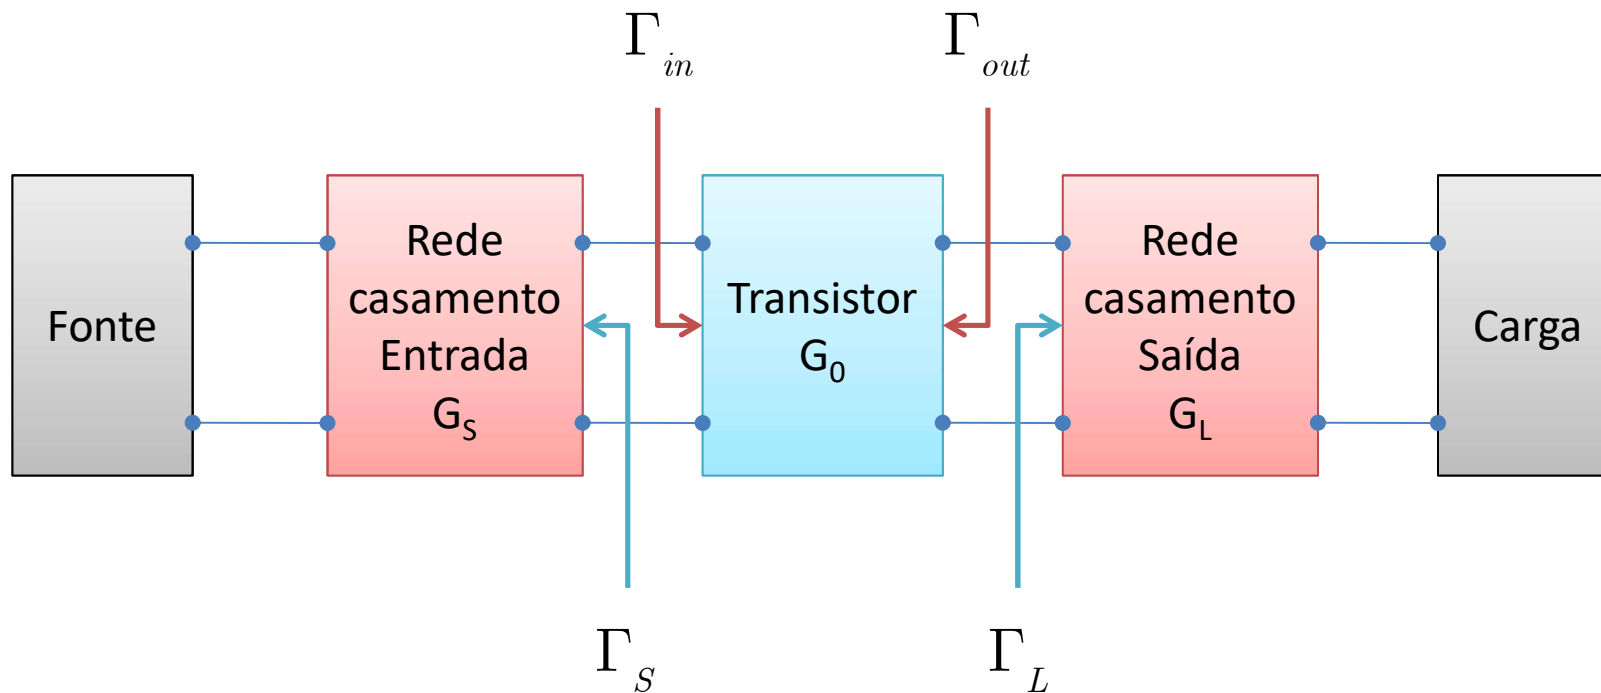 Γin
Γout
Fonte
Rede
casamento
Entrada
GS
Transistor
G0
Rede
casamento
Saída
GL
Carga
ΓS
ΓL